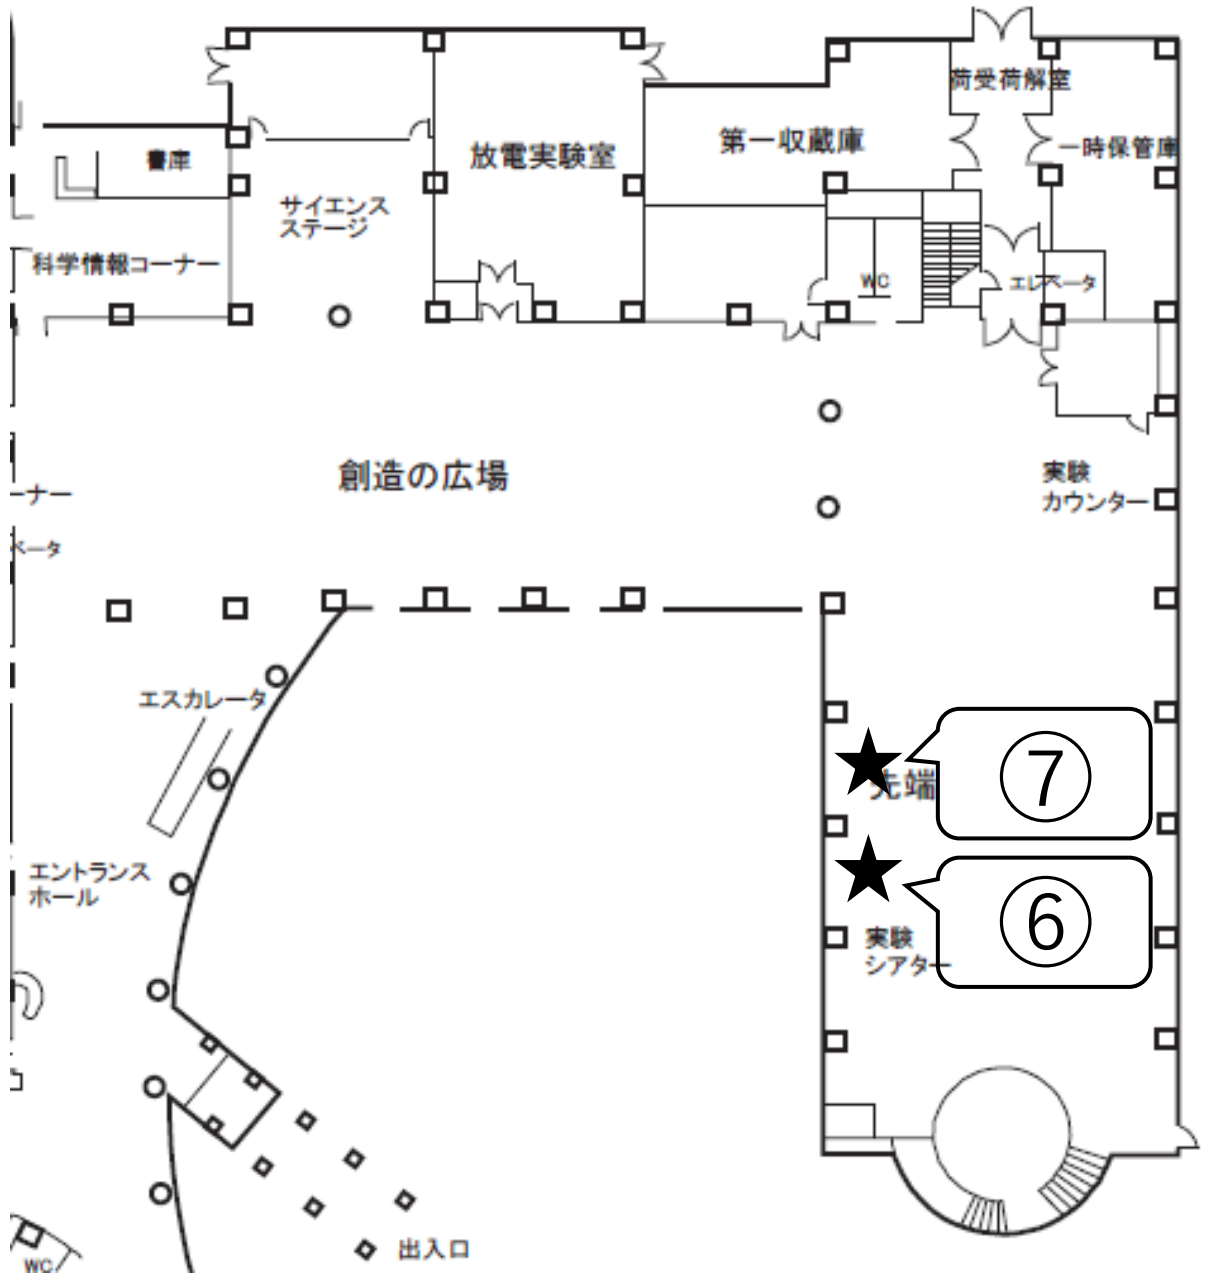 荷受荷解室
放電実験室
第一収蔵庫
一時保管庫
書庫
サイエンス
ステージ
科学情報コーナー
WC
エレベータ
創造の広場
実験
カウンター
ーナー
ベータ
エスカレータ
⑦
先端
エントランス
ホール
⑥
実験
シアター
出入口
WC